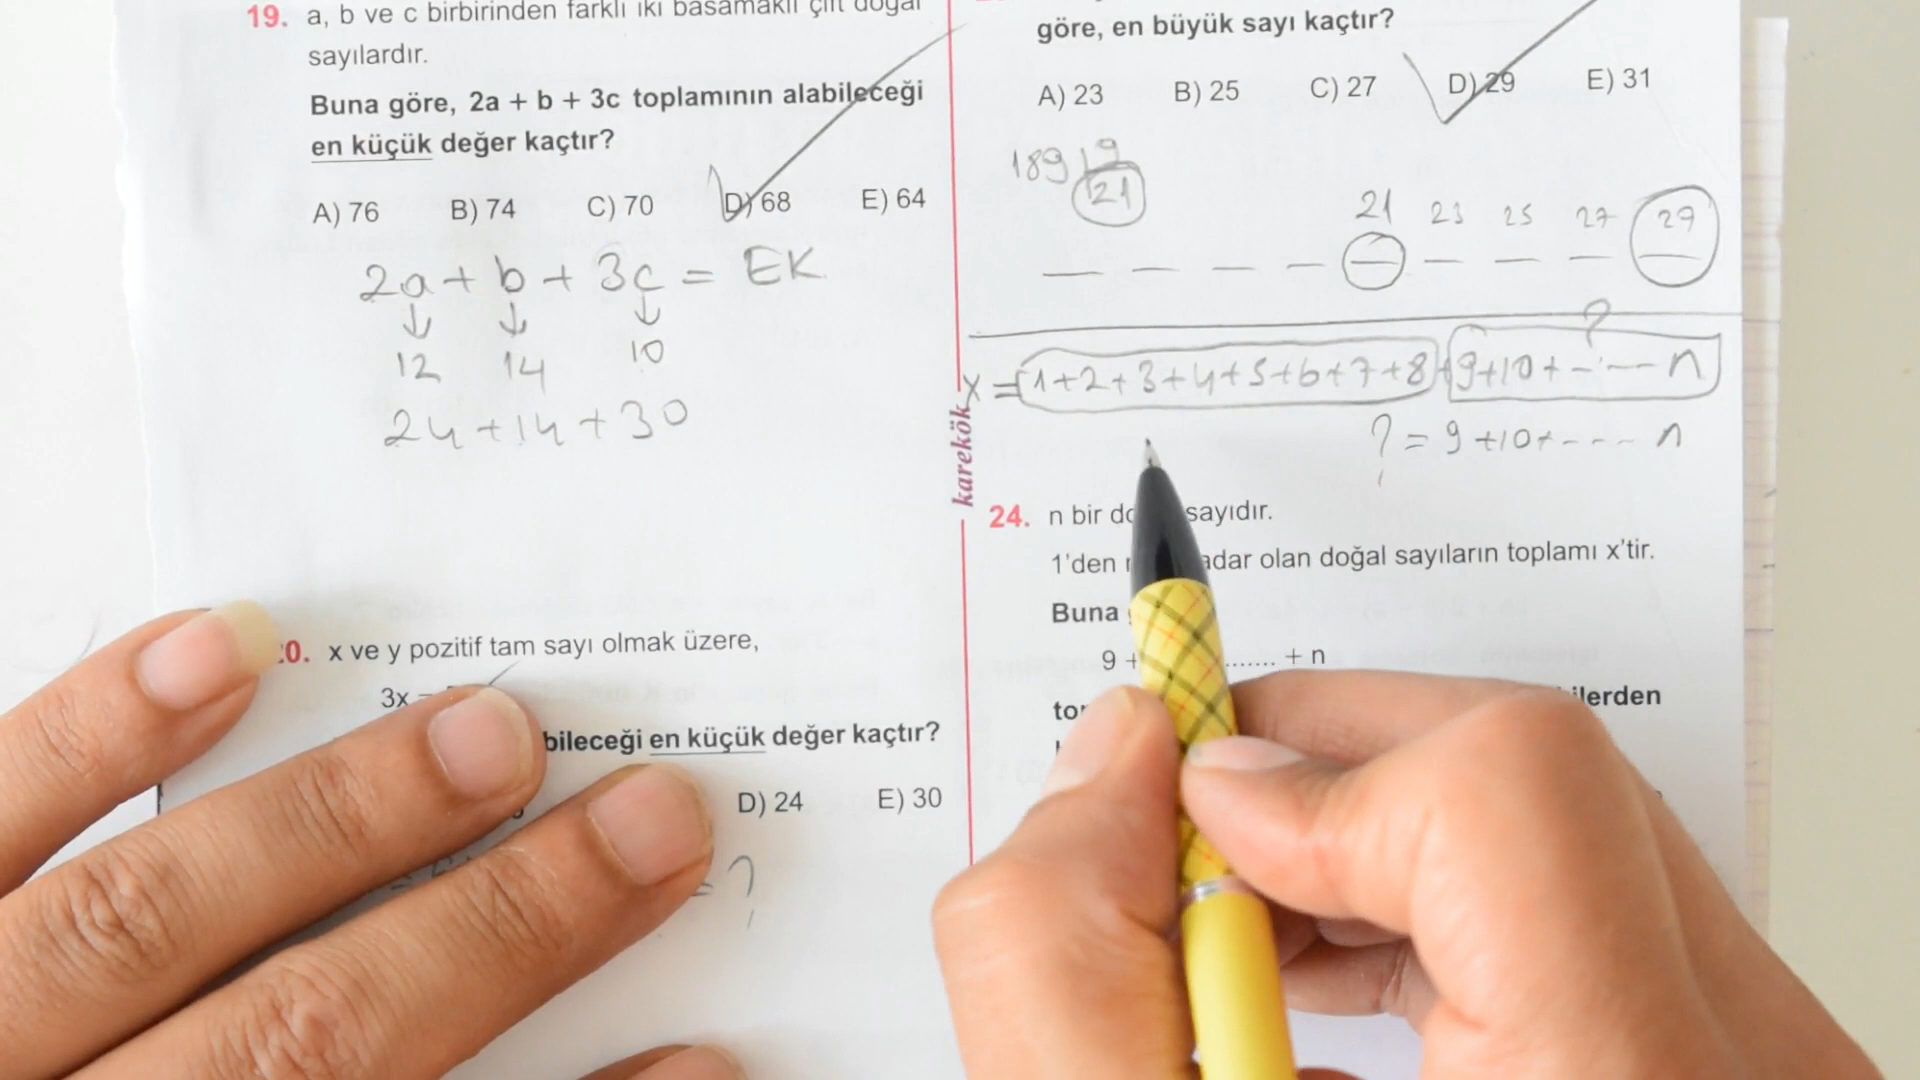 19. a, b ve c birbirinden farklı iki basamaklı çift doğal
sayılardır.
Buna göre, 2a + b + 3c toplamının alabileceği
en küçük değer kaçtır?
A) 76 B) 74 C) 70 D) 68 E) 64
2a + b + 3c = EK
12 14 10
24 + 14 + 30
0. x ve y pozitif tam sayı olmak üzere,
3x
bileceği en küçük değer kaçtır?
D) 24 E) 30
= ?
göre, en büyük sayı kaçtır?
A) 23 B) 25 C) 27 D) 29 E) 31
189 9
21
21 23 25 27 29
?
x = 1+2+3+4+5+6+7+8+9+10+----n
? = 9+10+----n
karekök
24. n bir sayıdır.
1'den olan doğal sayıların toplamı x'tir.
Buna
9 + ....... + n